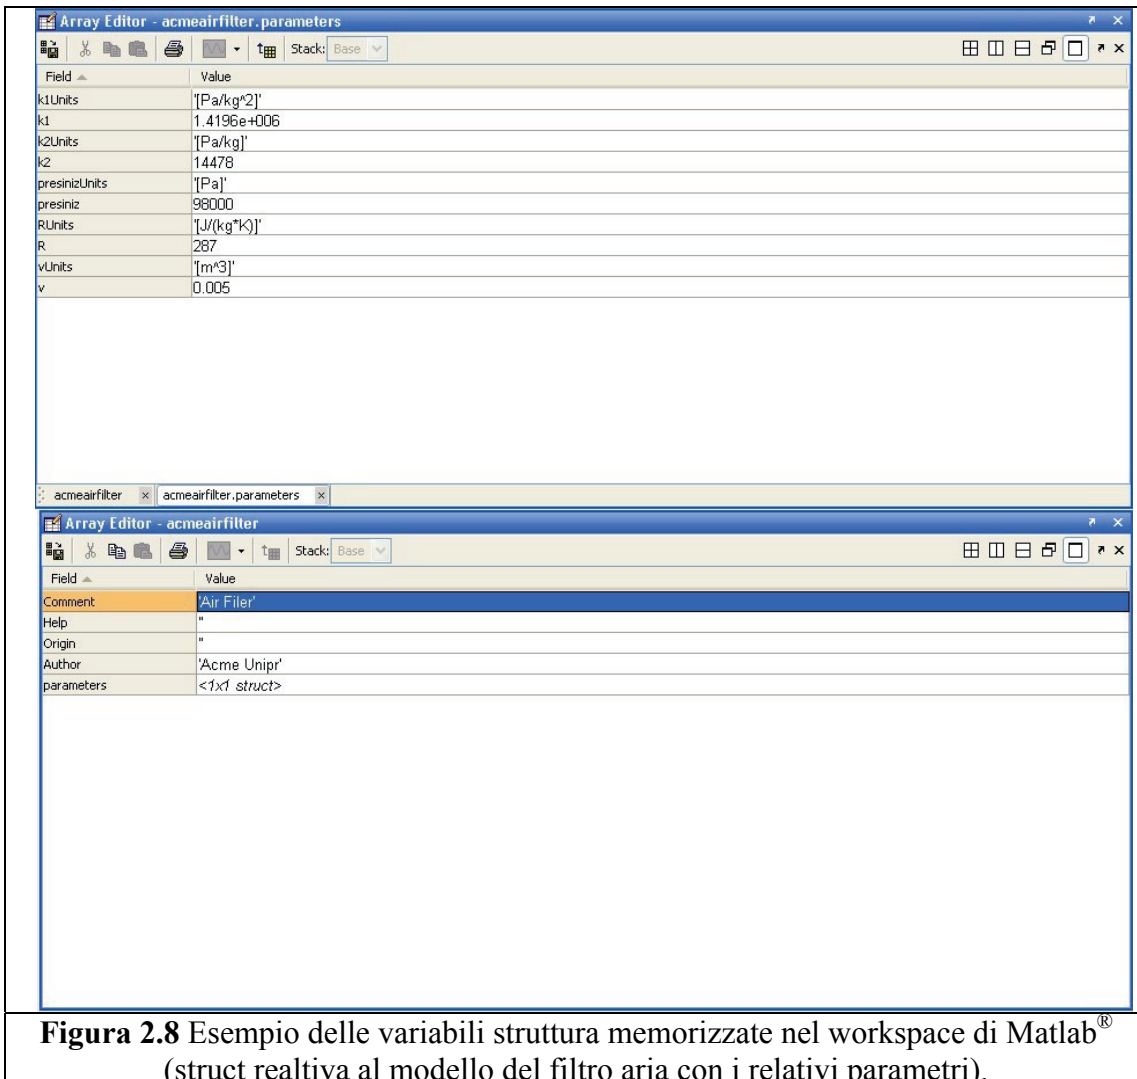 Array Editor - acmeairfilter.parameters
Stack: Base
Field Value
k1Units '[Pa/kg^2]'
k1 1.4196e+006
k2Units '[Pa/kg]'
k2 14478
presinizUnits '[Pa]'
presiniz 98000
RUnits '[J/(kg*K)]'
R 287
vUnits '[m^3]'
v 0.005
acmeairfilter acmeairfilter.parameters
Array Editor - acmeairfilter
Stack: Base
Field Value
Comment 'Air Filer'
Help ''
Origin ''
Author 'Acme Unipr'
parameters <1x1 struct>
Figura 2.8 Esempio delle variabili struttura memorizzate nel workspace di Matlab®
(struct realtiva al modello del filtro aria con i relativi parametri).